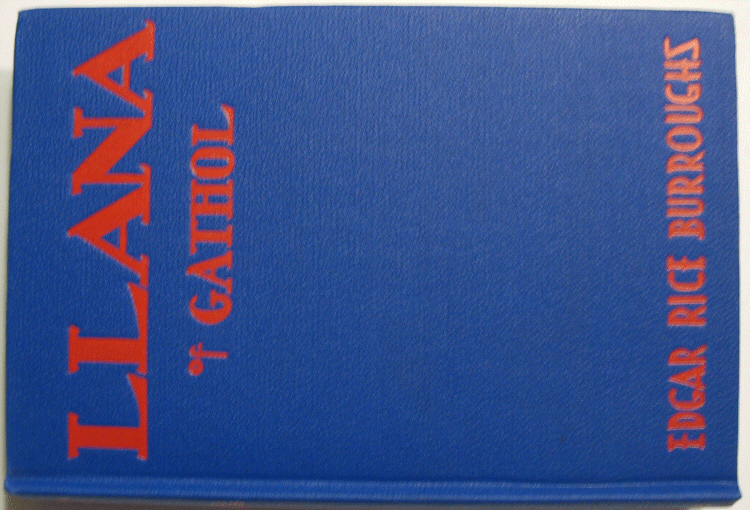 LLANA
of GATHOL
EDGAR RICE BURROUGHS